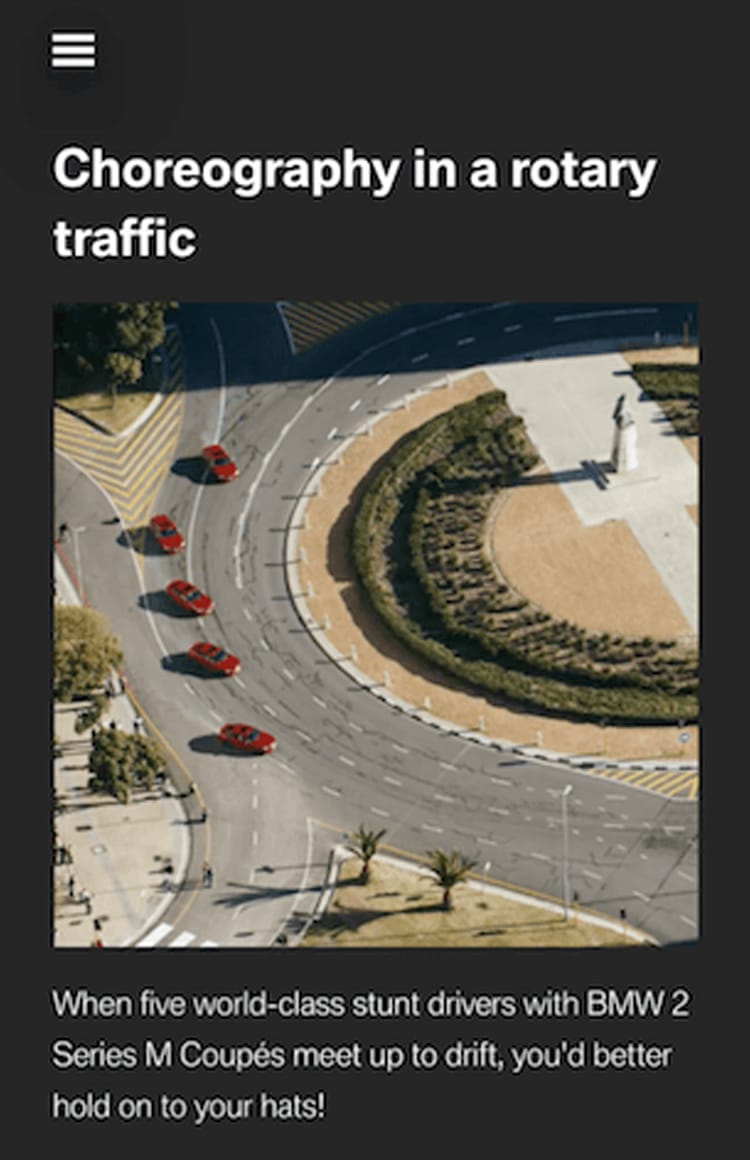 Choreography in a rotary
traffic
When five world-class stunt drivers with BMW 2
Series M Coupés meet up to drift, you'd better
hold on to your hats!